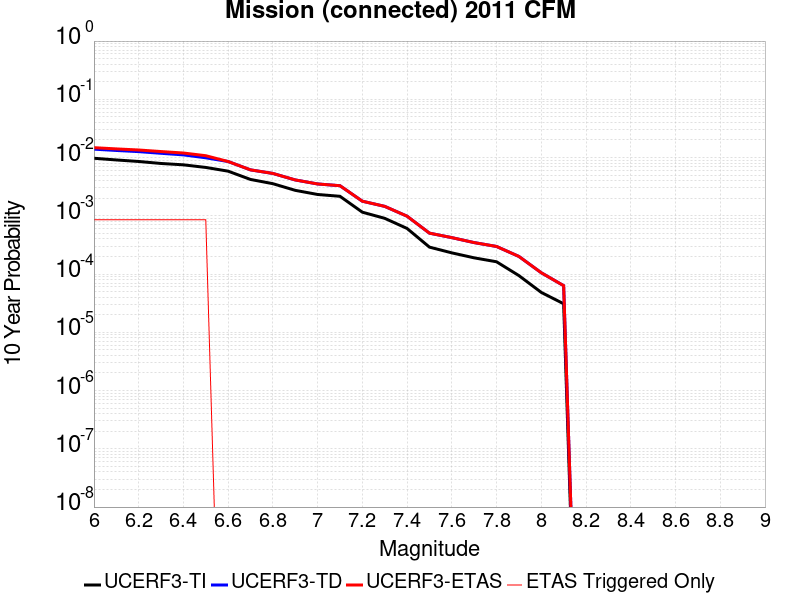 Mission (connected) 2011 CFM
10 Year Probability
10^0
10^-1
10^-2
10^-3
10^-4
10^-5
10^-6
10^-7
10^-8
6 6.2 6.4 6.6 6.8 7 7.2 7.4 7.6 7.8 8 8.2 8.4 8.6 8.8 9
Magnitude
UCERF3-TI UCERF3-TD UCERF3-ETAS ETAS Triggered Only